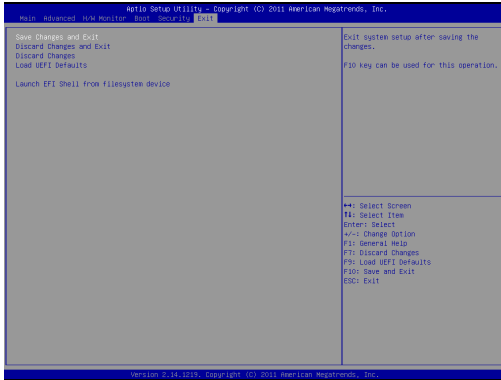 Aptio Setup Utility – Copyright (C) 2011 American Megatrends, Inc.
Main Advanced H/W Monitor Boot Security Exit
Save Changes and Exit
Discard Changes and Exit
Discard Changes
Load UEFI Defaults
Launch EFI Shell from filesystem device
Exit system setup after saving the
changes.
F10 key can be used for this operation.
↔: Select Screen
↑↓: Select Item
Enter: Select
+/-: Change Option
F1: General Help
F7: Discard Changes
F9: Load UEFI Defaults
F10: Save and Exit
ESC: Exit
Version 2.14.1219. Copyright (C) 2011 American Megatrends, Inc.